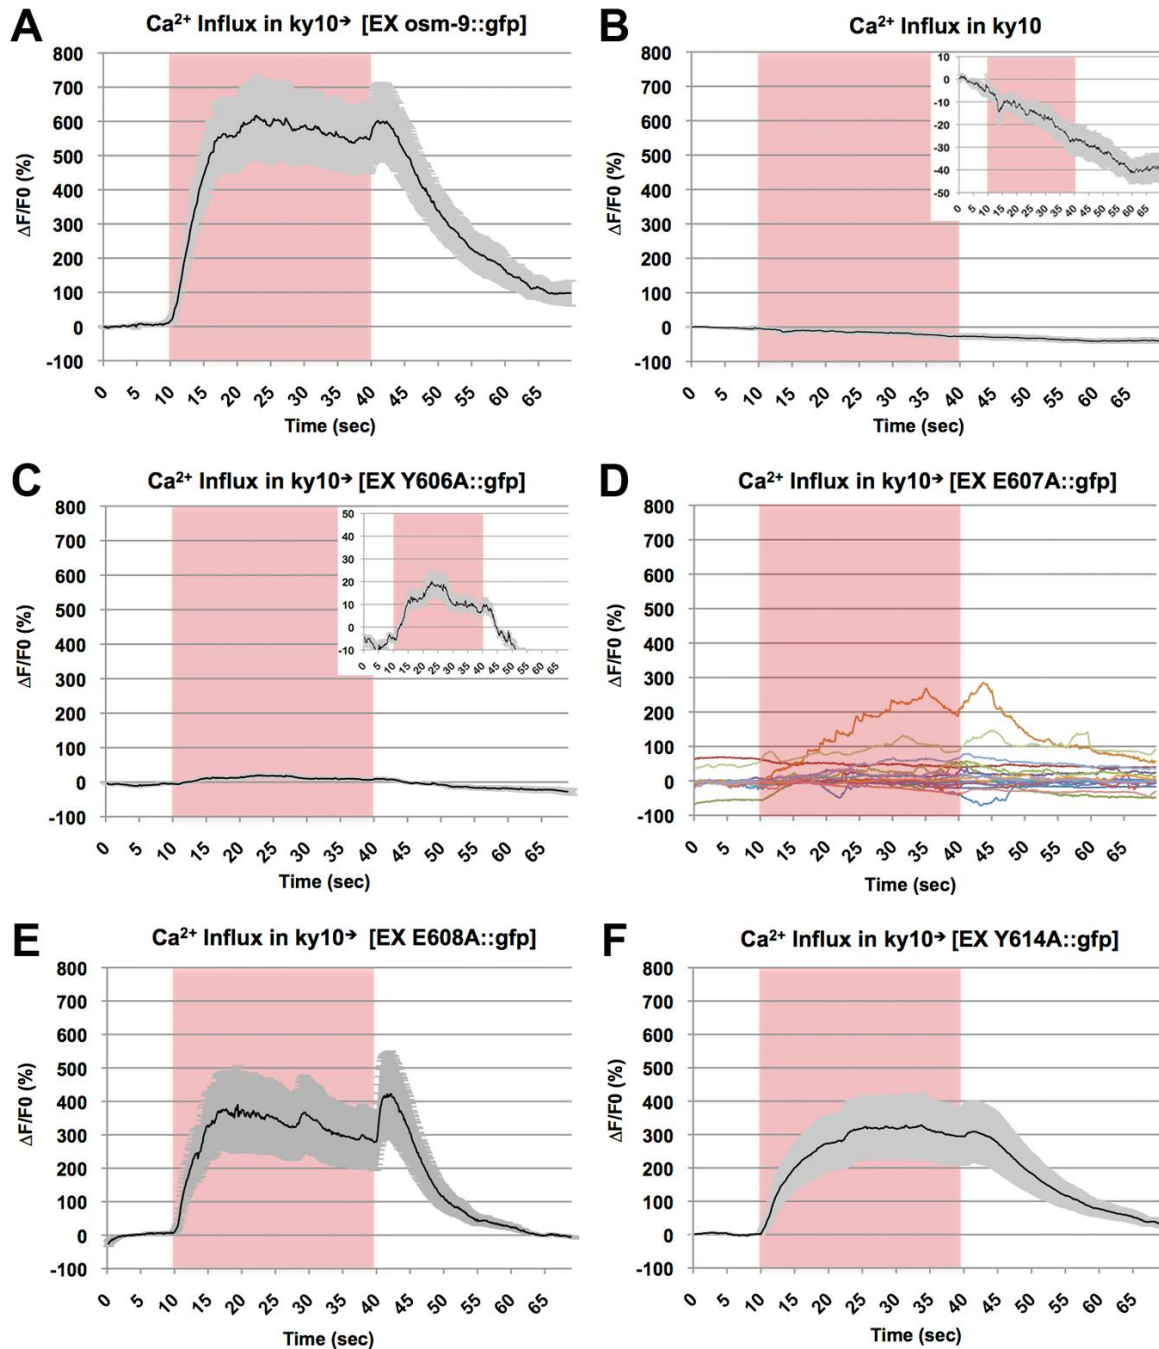 A
Ca²⁺ Influx in ky10➔ [EX osm-9::gfp]
800
700
600
500
400
300
200
100
0
-100
ΔF/F0 (%)
0 5 10 15 20 25 30 35 40 45 50 55 60 65
Time (sec)
B
Ca²⁺ Influx in ky10
800
700
600
500
400
300
200
100
0
-100
ΔF/F0 (%)
0 5 10 15 20 25 30 35 40 45 50 55 60 65
Time (sec)
10
0
-10
-20
-30
-40
-50
0 5 10 15 20 25 30 35 40 45 50 55 60 65
C
Ca²⁺ Influx in ky10➔ [EX Y606A::gfp]
800
700
600
500
400
300
200
100
0
-100
ΔF/F0 (%)
0 5 10 15 20 25 30 35 40 45 50 55 60 65
Time (sec)
50
40
30
20
10
0
-10
0 5 10 15 20 25 30 35 40 45 50 55 60 65
D
Ca²⁺ Influx in ky10➔ [EX E607A::gfp]
800
700
600
500
400
300
200
100
0
-100
ΔF/F0 (%)
0 5 10 15 20 25 30 35 40 45 50 55 60 65
Time (sec)
E
Ca²⁺ Influx in ky10➔ [EX E608A::gfp]
800
700
600
500
400
300
200
100
0
-100
ΔF/F0 (%)
0 5 10 15 20 25 30 35 40 45 50 55 60 65
Time (sec)
F
Ca²⁺ Influx in ky10➔ [EX Y614A::gfp]
800
700
600
500
400
300
200
100
0
-100
ΔF/F0 (%)
0 5 10 15 20 25 30 35 40 45 50 55 60 65
Time (sec)